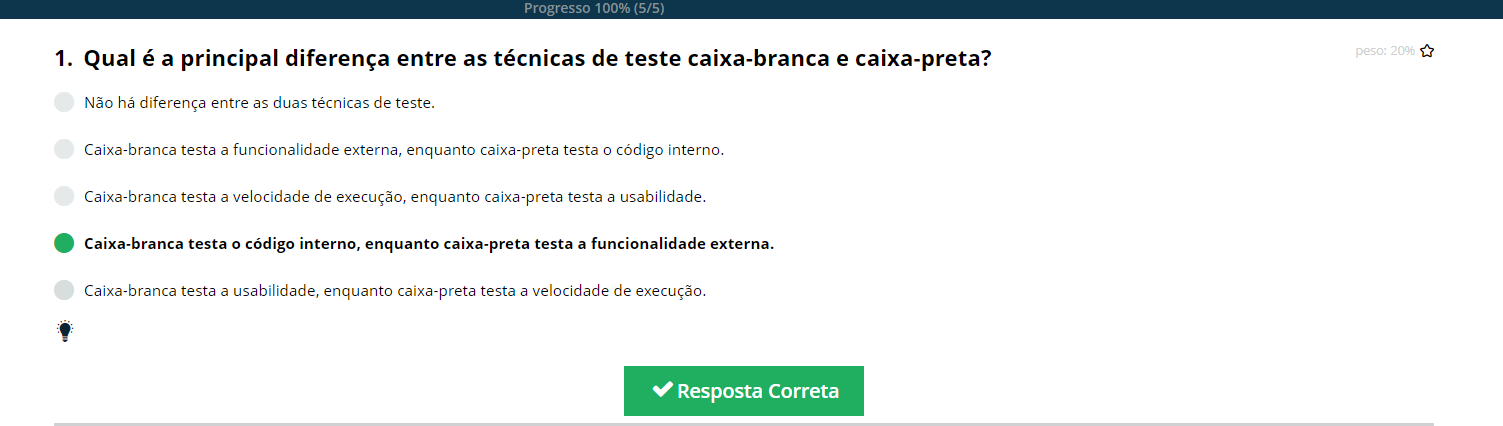 Progresso 100% (5/5)
1. Qual é a principal diferença entre as técnicas de teste caixa-branca e caixa-preta?
peso: 20%
Não há diferença entre as duas técnicas de teste.
Caixa-branca testa a funcionalidade externa, enquanto caixa-preta testa o código interno.
Caixa-branca testa a velocidade de execução, enquanto caixa-preta testa a usabilidade.
Caixa-branca testa o código interno, enquanto caixa-preta testa a funcionalidade externa.
Caixa-branca testa a usabilidade, enquanto caixa-preta testa a velocidade de execução.
Resposta Correta